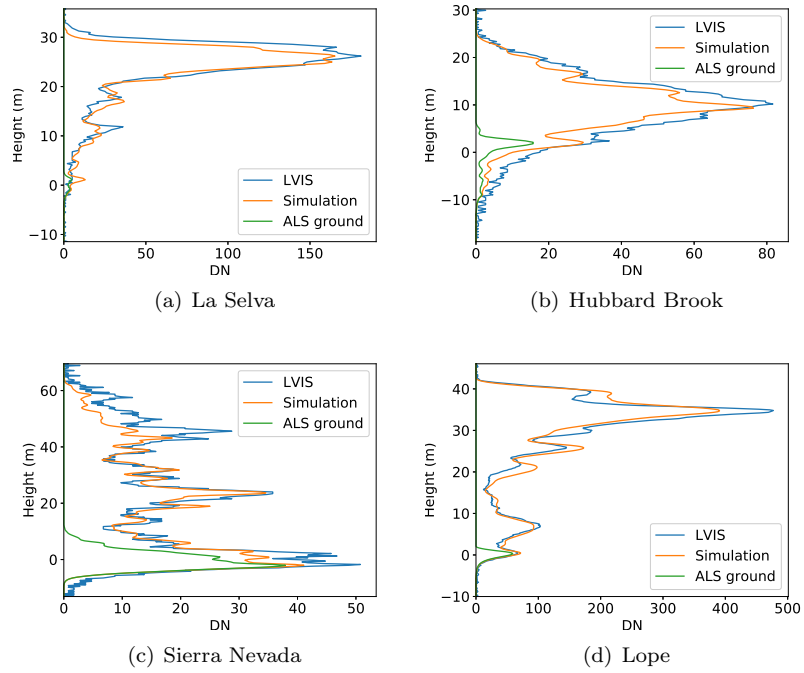 30
20
10
0
−10
Height (m)
0
50
100
150
DN
LVIS
Simulation
ALS ground
(a) La Selva
30
20
10
0
−10
Height (m)
0
20
40
60
80
DN
LVIS
Simulation
ALS ground
(b) Hubbard Brook
60
40
20
0
Height (m)
0
10
20
30
40
50
DN
LVIS
Simulation
ALS ground
(c) Sierra Nevada
40
30
20
10
0
−10
Height (m)
0
100
200
300
400
500
DN
LVIS
Simulation
ALS ground
(d) Lope